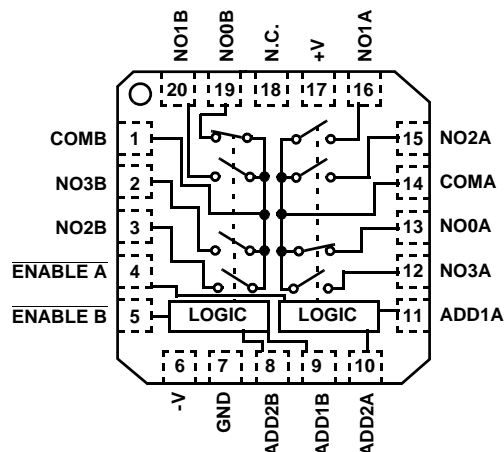 NO1B
NO0B
N.C.
+V
NO1A
20
19
18
17
16
COMB
1
15
NO2A
NO3B
2
14
COMA
NO2B
3
13
NO0A
ENABLE A
4
12
NO3A
ENABLE B
5
LOGIC
LOGIC
11
ADD1A
6
7
8
9
10
-V
GND
ADD2B
ADD1B
ADD2A